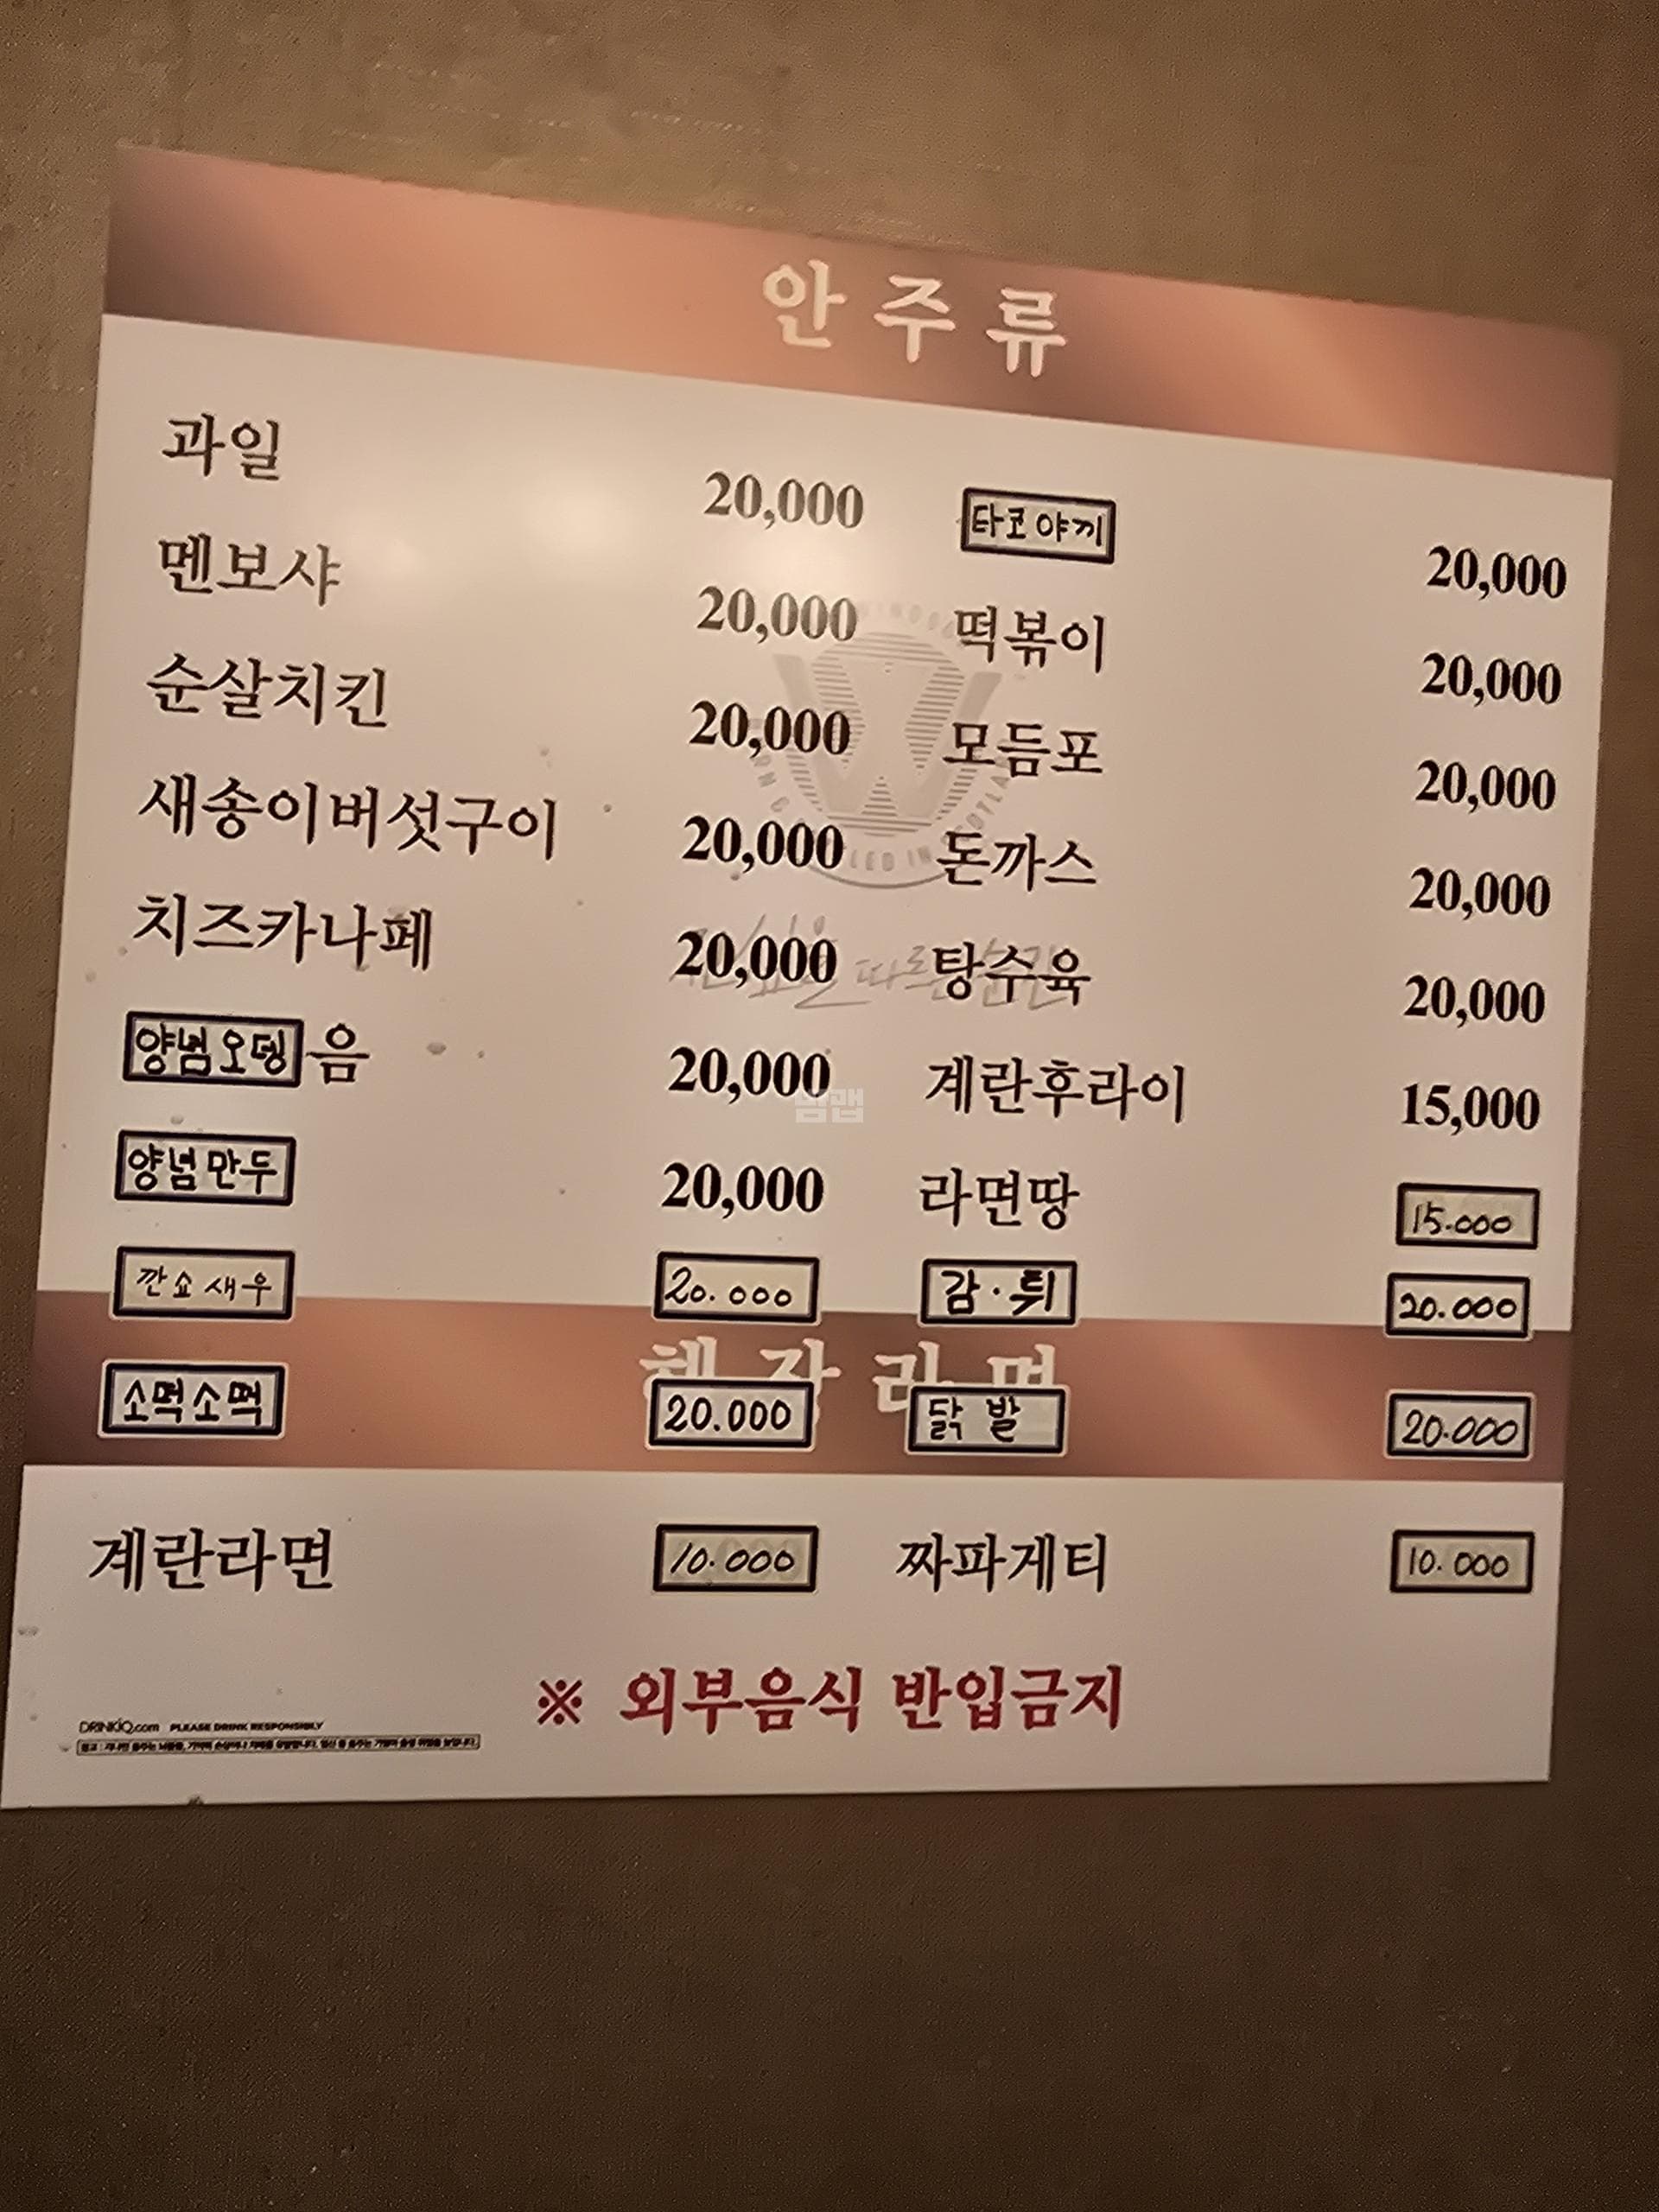 안주류
과일 20,000 타코야끼 20,000
멘보샤 20,000 떡볶이 20,000
순살치킨 20,000 모듬포 20,000
새송이버섯구이 20,000 돈까스 20,000
치즈카나페 20,000 탕수육 20,000
양념오뎅음 20,000 계란후라이 15,000
양념만두 20,000 라면땅 15.000
깐쇼새우 20.000 감·튀 20.000
소떡소떡 20.000 닭발 20.000
계란라면 10.000 짜파게티 10.000
※ 외부음식 반입금지
DRINKiQ.com PLEASE DRINK RESPONSIBLY
밤맵